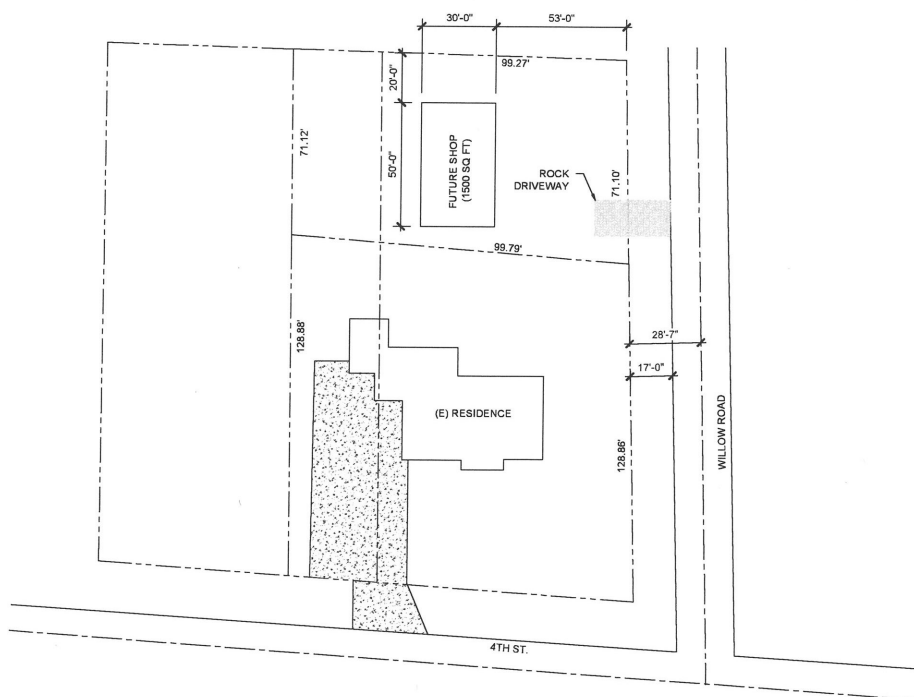 30'-0"
53'-0"
99.27'
20'-0"
71.12'
50'-0"
FUTURE SHOP
(1500 SQ FT)
ROCK
DRIVEWAY
71.10'
99.79'
128.88'
28'-7"
17'-0"
(E) RESIDENCE
128.86'
WILLOW ROAD
4TH ST.